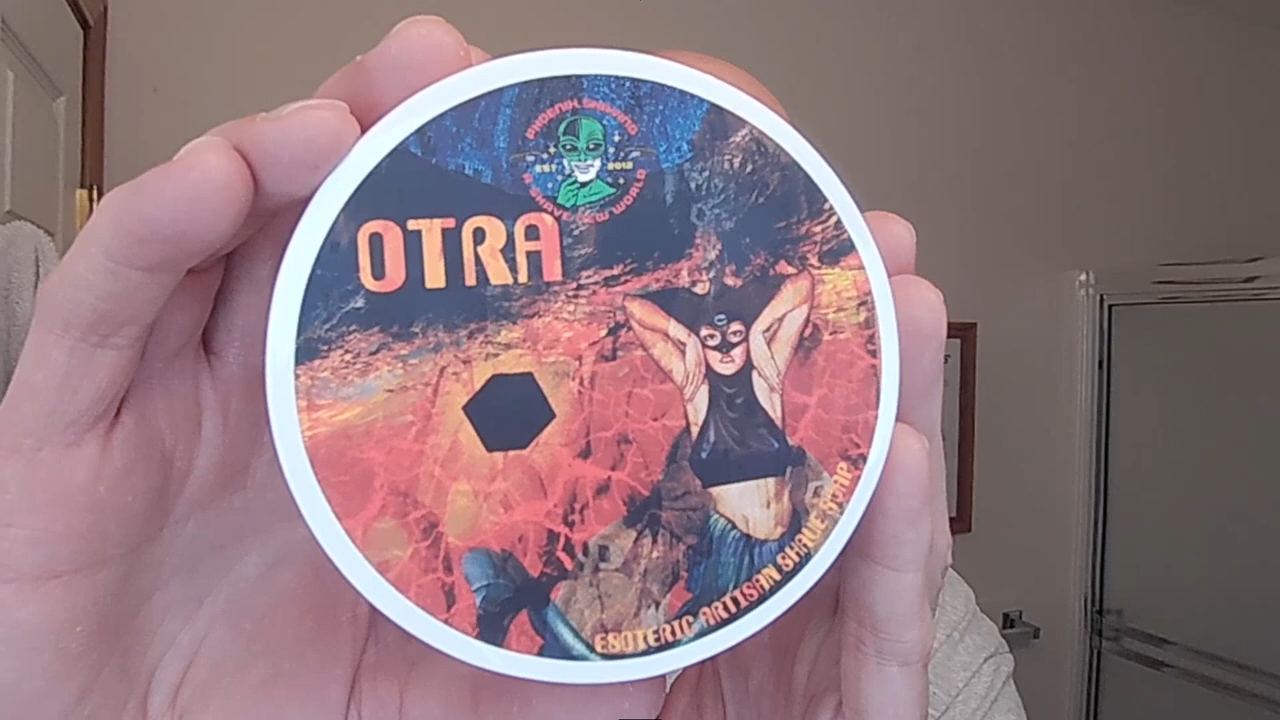 PHOENIX SHAVING
EST 2012
A SHAVE NEW WORLD
OTRA
ESOTERIC ARTISAN SHAVE SOAP